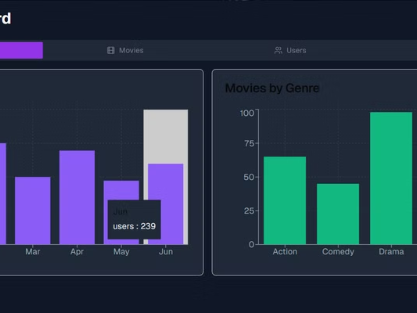 rd
Movies
Users
Movies by Genre
100
75
50
25
0
Jun
users : 239
Mar
Apr
May
Jun
Action
Comedy
Drama